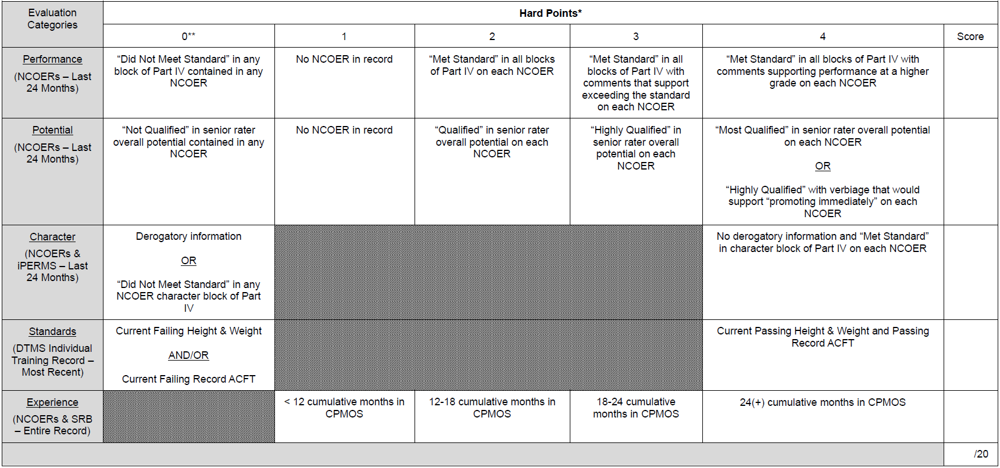 Evaluation
Categories
Hard Points*
0**
1
2
3
4
Score
Performance
(NCOERs – Last
24 Months)
“Did Not Meet Standard” in any
block of Part IV contained in any
NCOER
No NCOER in record
“Met Standard” in all blocks
of Part IV on each NCOER
“Met Standard” in all
blocks of Part IV with
comments that support
exceeding the standard
on each NCOER
“Met Standard” in all blocks of Part IV with
comments supporting performance at a higher
grade on each NCOER
Potential
(NCOERs – Last
24 Months)
“Not Qualified” in senior rater
overall potential contained in any
NCOER
No NCOER in record
“Qualified” in senior rater
overall potential on each
NCOER
“Highly Qualified” in
senior rater overall
potential on each
NCOER
“Most Qualified” in senior rater overall potential
on each NCOER
OR
“Highly Qualified” with verbiage that would
support “promoting immediately” on each
NCOER
Character
(NCOERs &
iPERMS – Last
24 Months)
Derogatory information
OR
“Did Not Meet Standard” in any
NCOER character block of Part
IV
No derogatory information and “Met Standard”
in character block of Part IV on each NCOER
Standards
(DTMS Individual
Training Record –
Most Recent)
Current Failing Height & Weight
AND/OR
Current Failing Record ACFT
Current Passing Height & Weight and Passing
Record ACFT
Experience
(NCOERs & SRB
– Entire Record)
< 12 cumulative months in
CPMOS
12-18 cumulative months in
CPMOS
18-24 cumulative
months in CPMOS
24(+) cumulative months in CPMOS
/20